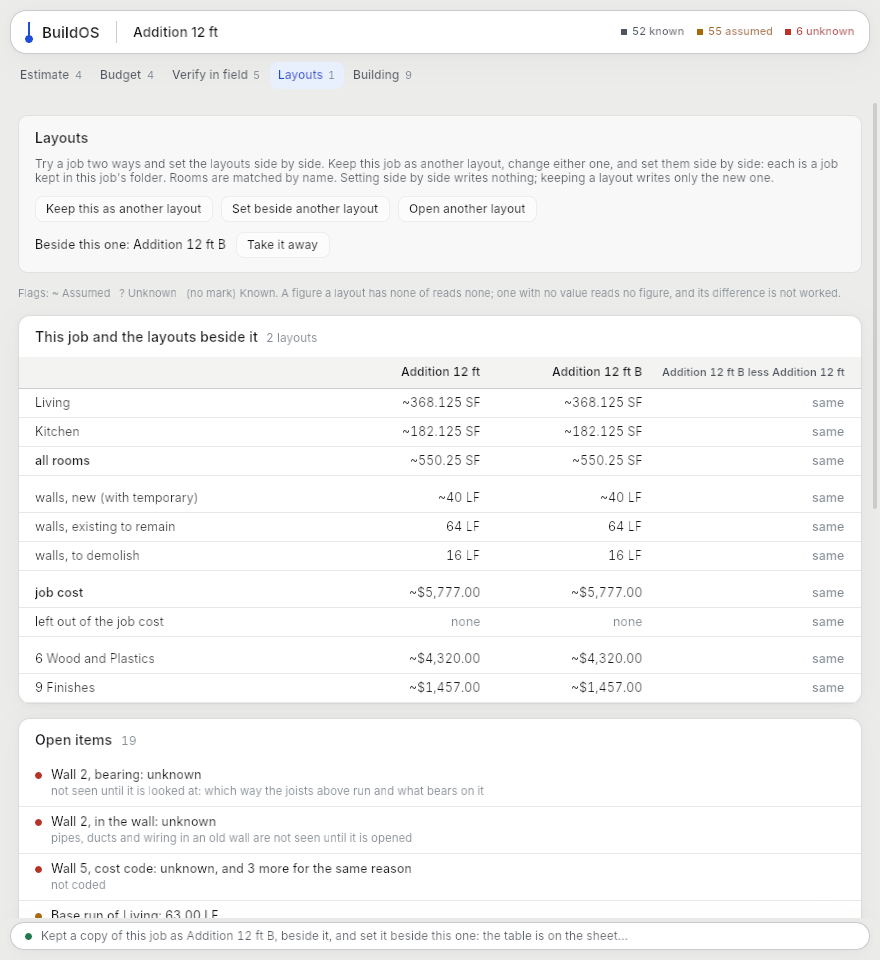 BuildOS
Addition 12 ft
52 known
55 assumed
6 unknown
Estimate 4
Budget 4
Verify in field 5
Layouts 1
Building 9
Layouts
Try a job two ways and set the layouts side by side. Keep this job as another layout, change either one, and set them side by side: each is a job
kept in this job's folder. Rooms are matched by name. Setting side by side writes nothing; keeping a layout writes only the new one.
Keep this as another layout
Set beside another layout
Open another layout
Beside this one: Addition 12 ft B
Take it away
Flags: ~ Assumed ? Unknown (no mark) Known. A figure a layout has none of reads none; one with no value reads no figure, and its difference is not worked.
This job and the layouts beside it 2 layouts
Addition 12 ft Addition 12 ft B Addition 12 ft B less Addition 12 ft
Living ~368.125 SF ~368.125 SF same
Kitchen ~182.125 SF ~182.125 SF same
all rooms ~550.25 SF ~550.25 SF same
walls, new (with temporary) ~40 LF ~40 LF same
walls, existing to remain 64 LF 64 LF same
walls, to demolish 16 LF 16 LF same
job cost ~$5,777.00 ~$5,777.00 same
left out of the job cost none none same
6 Wood and Plastics ~$4,320.00 ~$4,320.00 same
9 Finishes ~$1,457.00 ~$1,457.00 same
Open items 19
Wall 2, bearing: unknown
not seen until it is looked at: which way the joists above run and what bears on it
Wall 2, in the wall: unknown
pipes, ducts and wiring in an old wall are not seen until it is opened
Wall 5, cost code: unknown, and 3 more for the same reason
not coded
Base run of Living: 63.00 LF
Kept a copy of this job as Addition 12 ft B, beside it, and set it beside this one: the table is on the sheet...